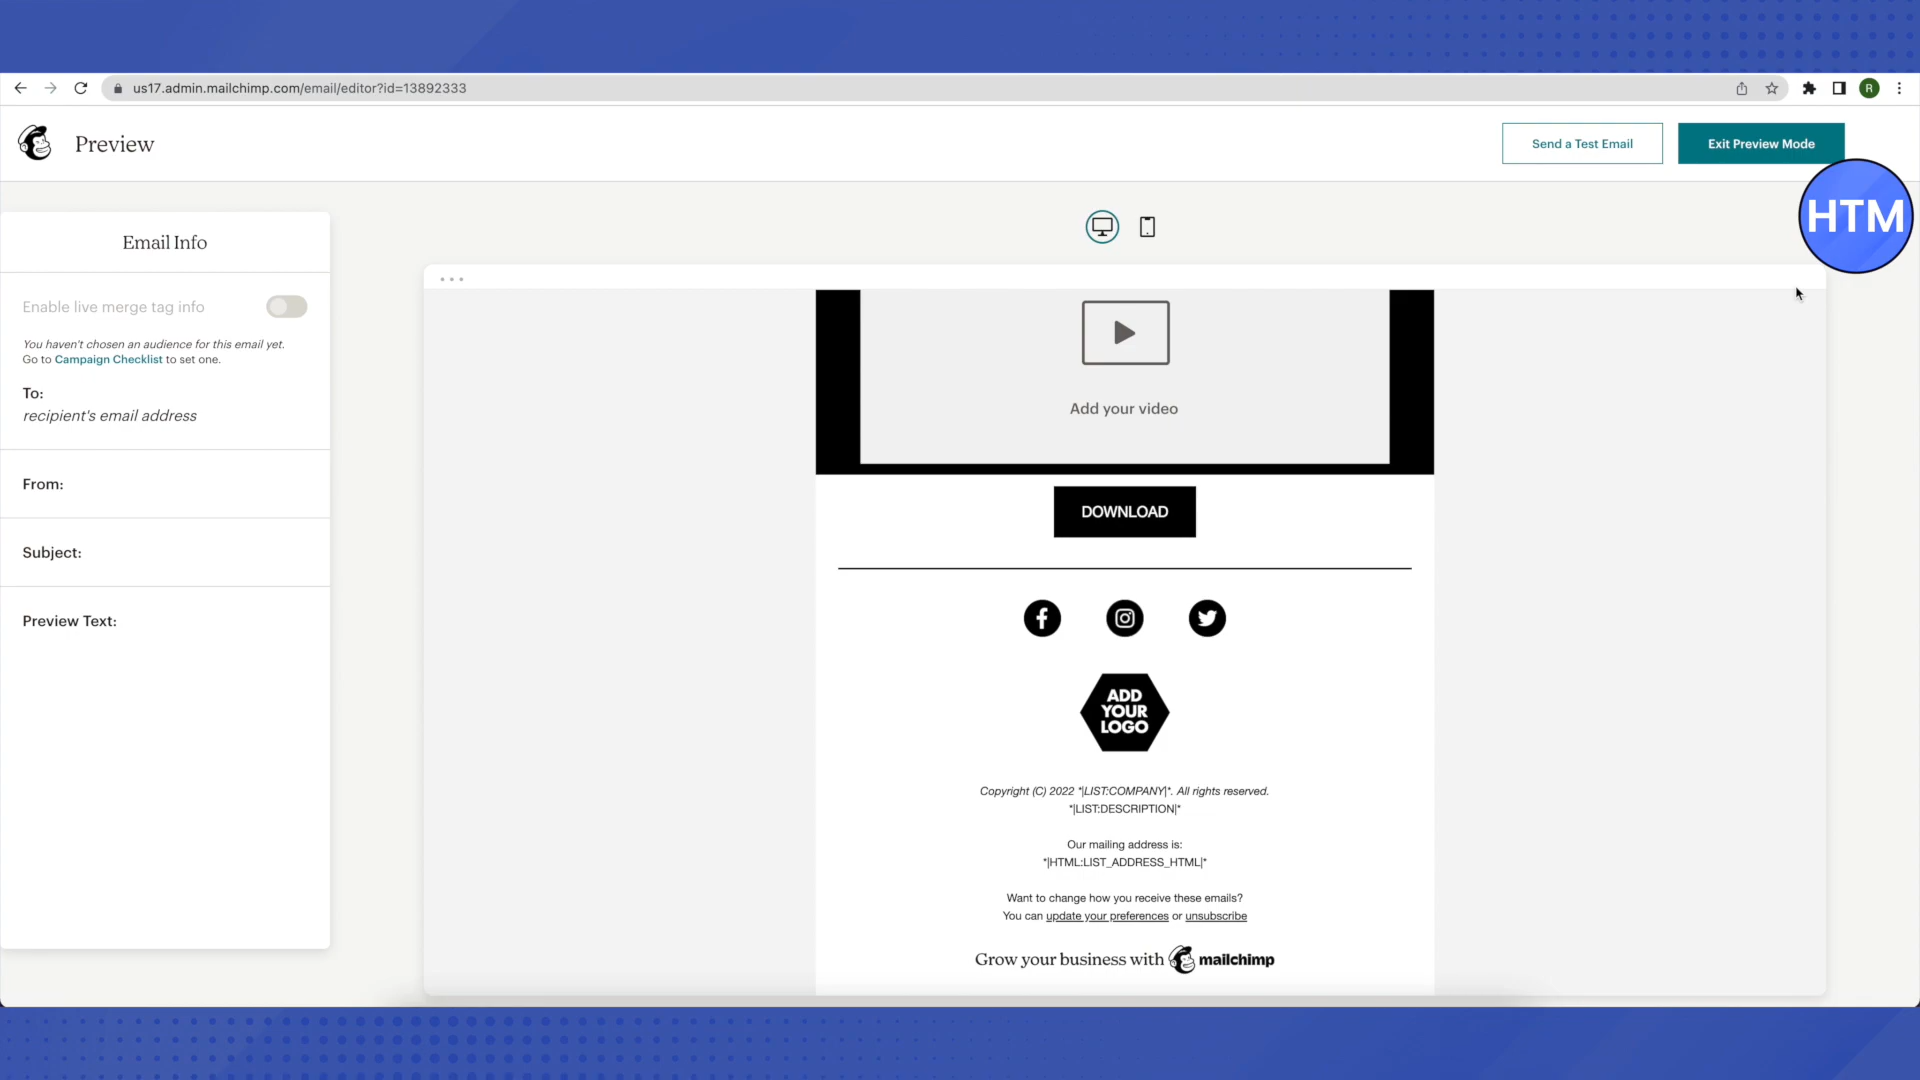 us17.admin.mailchimp.com/email/editor?id=13892333
R
Preview
Send a Test Email
Exit Preview Mode
HTM
Email Info
Enable live merge tag info
You haven't chosen an audience for this email yet.
Go to Campaign Checklist to set one.
To:
recipient's email address
From:
Subject:
Preview Text:
Add your video
DOWNLOAD
ADD
YOUR
LOGO
Copyright (C) 2022 *|LIST:COMPANY|*. All rights reserved.
*|LIST:DESCRIPTION|*
Our mailing address is:
*|HTML:LIST_ADDRESS_HTML|*
Want to change how you receive these emails?
You can update your preferences or unsubscribe
Grow your business with mailchimp